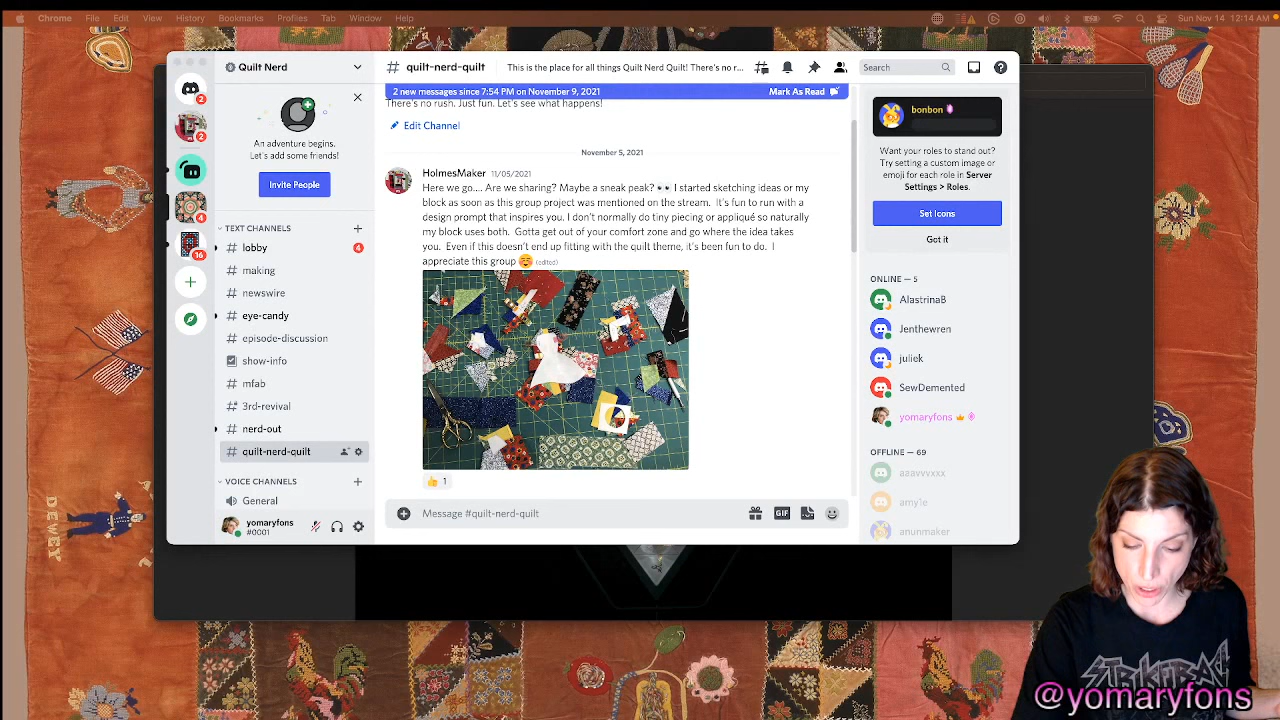 Chrome File Edit View History Bookmarks Profiles Tab Window Help
Sun Nov 14 12:14 AM
Quilt Nerd
quilt-nerd-quilt
This is the place for all things Quilt Nerd Quilt! There's no r...
Search
2 new messages since 7:54 PM on November 9, 2021
Mark As Read
There's no rush. Just fun. Let's see what happens!
Edit Channel
2
2
4
16
An adventure begins.
Let's add some friends!
Invite People
TEXT CHANNELS
# lobby 4
# making
# newswire
# eye-candy
# episode-discussion
show-info
# mfab
# 3rd-revival
# nerd-out
# quilt-nerd-quilt
VOICE CHANNELS
General
yomaryfons
#0001
November 5, 2021
HolmesMaker 11/05/2021
Here we go.... Are we sharing? Maybe a sneak peak? 👀 I started sketching ideas or my
block as soon as this group project was mentioned on the stream. It's fun to run with a
design prompt that inspires you. I don't normally do tiny piecing or appliqué so naturally
my block uses both. Gotta get out of your comfort zone and go where the idea takes
you. Even if this doesn't end up fitting with the quilt theme, it's been fun to do. I
appreciate this group ☺️ (edited)
👍 1
Message #quilt-nerd-quilt
GIF
bonbon
Want your roles to stand out?
Try setting a custom image or
emoji for each role in Server
Settings > Roles.
Set Icons
Got it
ONLINE — 5
AlastrinaB
Jenthewren
juliek
SewDemented
yomaryfons
OFFLINE — 69
aaavvyxxx
amy1e
anunmaker
DEWEY
@yomaryfons